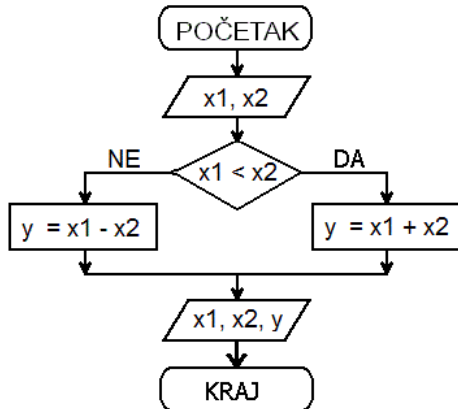 POČETAK
x1, x2
NE
x1 < x2
DA
y = x1 - x2
y = x1 + x2
x1, x2, y
KRAJ